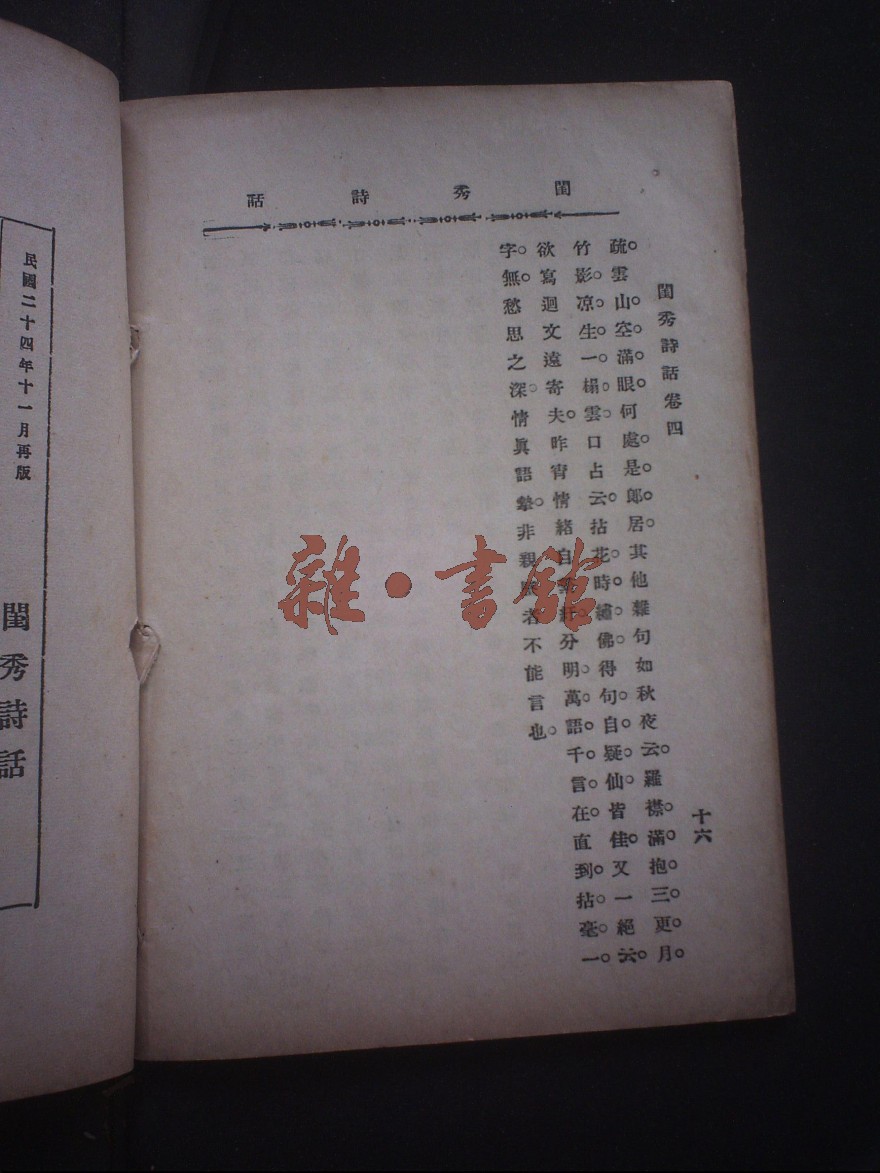 閨秀詩話
閨秀詩話卷四
十六
疏雲山空滿眼何處是郎居其他雜句如秋夜云羅襟滿抱三更月
竹影凉生一榻雲口占云拈花時繡佛得句自疑仙皆佳又一絕云
欲寫迴文遠寄夫昨宵情緒自分明萬語千言在直到拈毫一
字無愁思之深情眞語摯非親歷者不能言也
民國二十四年十一月再版
閨秀詩話
雜·書館